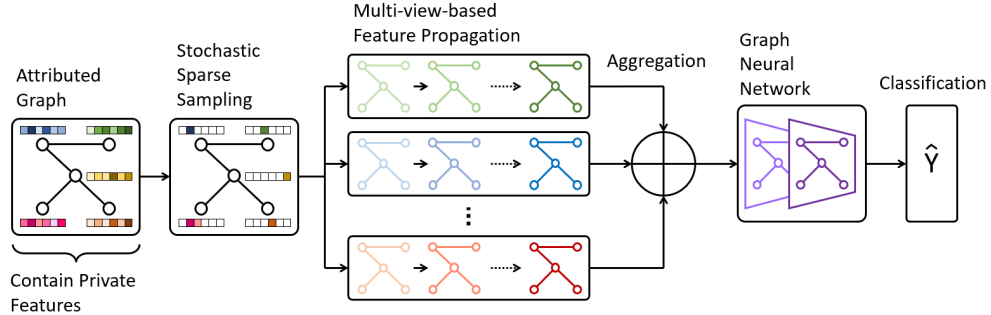 Multi-view-based
Feature Propagation
Attributed
Graph
Stochastic
Sparse
Sampling
Aggregation
Graph
Neural
Network
Classification
Ŷ
Contain Private
Features